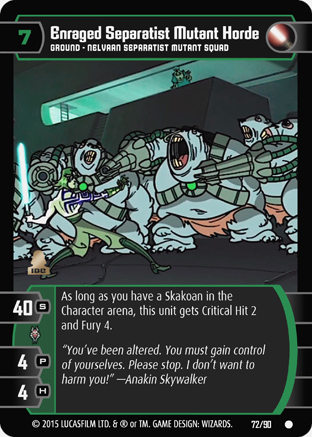 7 Enraged Separatist Mutant Horde
GROUND - NELVAAN SEPARATIST MUTANT SQUAD
IDC
40 S
4 P
4 H
As long as you have a Skakoan in the
Character arena, this unit gets Critical Hit 2
and Fury 4.
“You’ve been altered. You must gain control
of yourselves. Please stop. I don’t want to
harm you!” —Anakin Skywalker
© 2015 LUCASFILM LTD. & ® or TM. GAME DESIGN: WIZARDS. 72/90